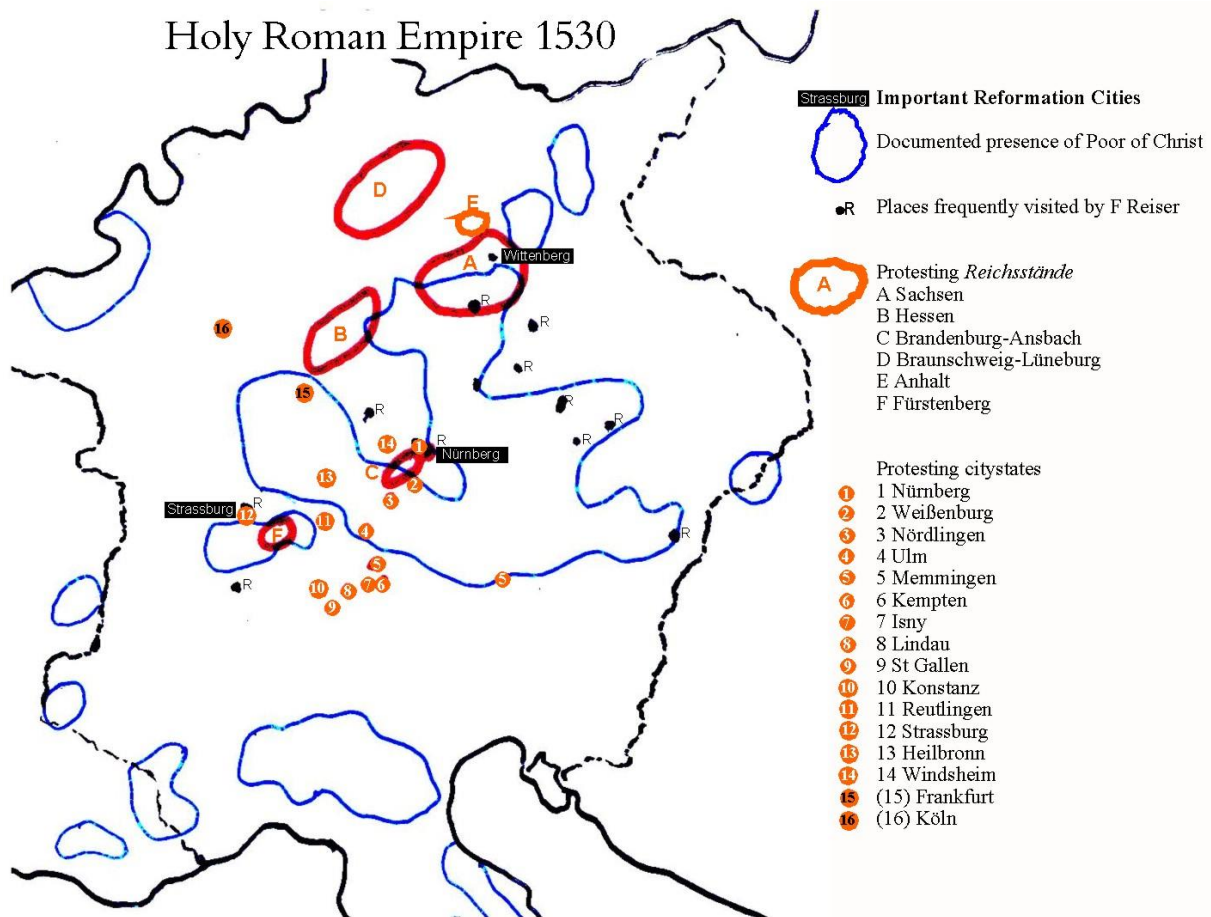 Holy Roman Empire 1530
Strassburg Important Reformation Cities
Documented presence of Poor of Christ
R Places frequently visited by F Reiser
A
Protesting Reichsstände
A Sachsen
B Hessen
C Brandenburg-Ansbach
D Braunschweig-Lüneburg
E Anhalt
F Fürstenberg
Protesting citystates
1 1 Nürnberg
2 2 Weißenburg
3 3 Nördlingen
4 4 Ulm
5 5 Memmingen
6 6 Kempten
7 7 Isny
8 8 Lindau
9 9 St Gallen
10 10 Konstanz
11 11 Reutlingen
12 12 Strassburg
13 13 Heilbronn
14 14 Windsheim
15 (15) Frankfurt
16 (16) Köln
D
E
A
Wittenberg
R
R
16
B
R
15
R
R
R
14
1
R
R
Nürnberg
C
13
2
3
Strassburg
R
12
11
F
4
R
5
5
R
10
8
7
6
9